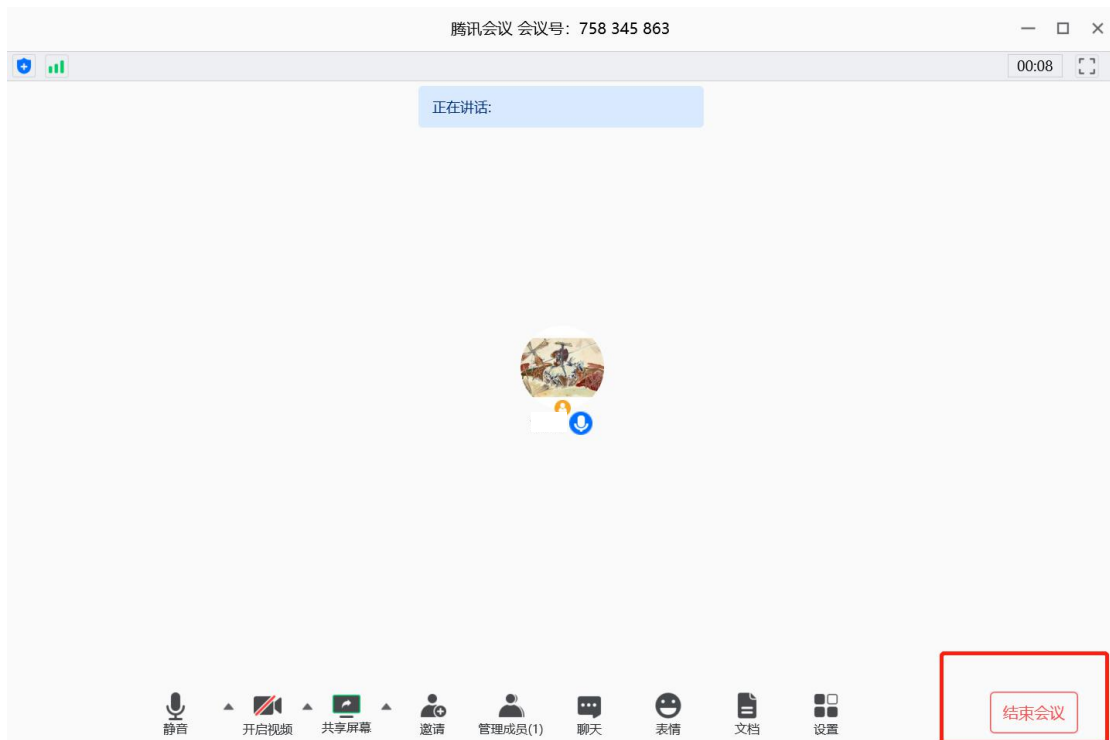 腾讯会议 会议号：758 345 863
00:08
正在讲话:
静音
开启视频
共享屏幕
邀请
管理成员(1)
聊天
表情
文档
设置
结束会议